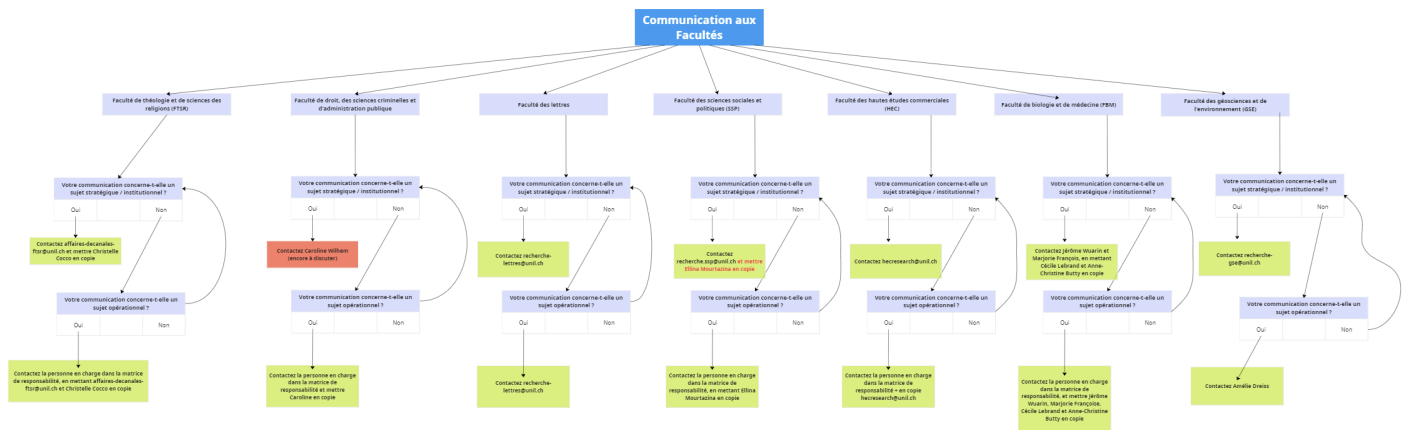 Communication aux
Facultés
Faculté de théologie et de sciences des
religions (FTSR)
Faculté de droit, des sciences criminelles et
d'administration publique
Faculté des lettres
Faculté des sciences sociales et
politiques (SSP)
Faculté des hautes études commerciales
(HEC)
Faculté de biologie et de médecine (FBM)
Faculté des géosciences et de
l'environnement (GSE)
Votre communication concerne-t-elle un
sujet stratégique / institutionnel ?
Oui
Non
Contactez affaires-decanales-
ftsr@unil.ch et mettre Christelle
Cocco en copie
Votre communication concerne-t-elle un
sujet opérationnel ?
Oui
Non
Contactez la personne en charge dans la matrice
de responsabilité, en mettant affaires-decanales-
ftsr@unil.ch et Christelle Cocco en copie
Votre communication concerne-t-elle un
sujet stratégique / institutionnel ?
Oui
Non
Contactez Caroline Wilhem
(encore à discuter)
Votre communication concerne-t-elle un
sujet opérationnel ?
Oui
Non
Contactez la personne en charge
dans la matrice de
responsabilité et mettre
Caroline en copie
Votre communication concerne-t-elle un
sujet stratégique / institutionnel ?
Oui
Non
Contactez recherche-
lettres@unil.ch
Votre communication concerne-t-elle un
sujet opérationnel ?
Oui
Non
Contactez recherche-
lettres@unil.ch
Votre communication concerne-t-elle un
sujet stratégique / institutionnel ?
Oui
Non
Contactez
recherche.ssp@unil.ch et mettre
Ellina Mourtazina en copie
Votre communication concerne-t-elle un
sujet opérationnel ?
Oui
Non
Contactez la personne en charge
dans la matrice de
responsabilité, en mettant Ellina
Mourtazina en copie
Votre communication concerne-t-elle un
sujet stratégique / institutionnel ?
Oui
Non
Contactez hecresearch@unil.ch
Votre communication concerne-t-elle un
sujet opérationnel ?
Oui
Non
Contactez la personne en charge
dans la matrice de
responsabilité + en copie
hecresearch@unil.ch
Votre communication concerne-t-elle un
sujet stratégique / institutionnel ?
Oui
Non
Contactez Jérôme Wuarin et
Marjorie François, en mettant
Cécile Lebrand et Anne-
Christine Butty en copie
Votre communication concerne-t-elle un
sujet opérationnel ?
Oui
Non
Contactez la personne en charge
dans la matrice de
responsabilité, et mettre Jérôme
Wuarin, Marjorie Françoise,
Cécile Lebrand et Anne-Christine
Butty en copie
Votre communication concerne-t-elle un
sujet stratégique / institutionnel ?
Oui
Non
Contactez recherche-
gse@unil.ch
Votre communication concerne-t-elle un
sujet opérationnel ?
Oui
Non
Contactez Amélie Dreiss